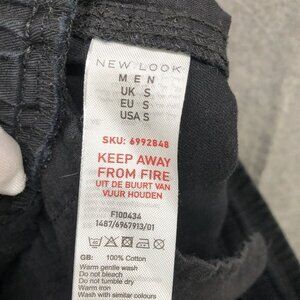 NEW LOOK
MEN
UK S
EU S
USA S
SKU: 6992848
KEEP AWAY
FROM FIRE
UIT DE BUURT VAN
VUUR HOUDEN
F100434
1487/6967913/01
GB: 100% Cotton
Warm gentle wash
Do not bleach
Do not tumble dry
Warm iron
Wash with similar colours